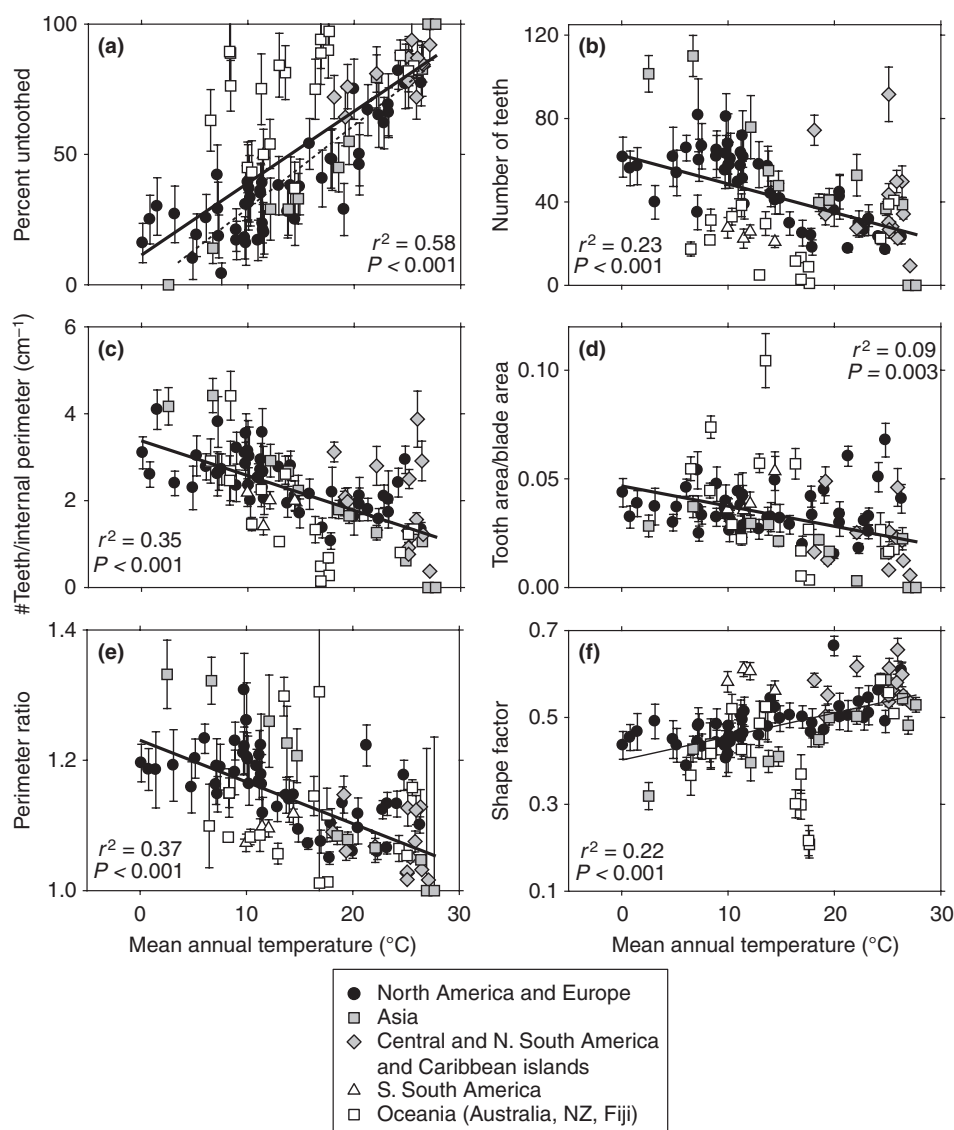 100
50
0
(a)
Percent untoothed
r² = 0.58
P < 0.001
120
80
40
0
(b)
Number of teeth
r² = 0.23
P < 0.001
6
4
2
0
(c)
#Teeth/internal perimeter (cm⁻¹)
r² = 0.35
P < 0.001
0.10
0.05
0.00
(d)
Tooth area/blade area
r² = 0.09
P = 0.003
1.4
1.2
1.0
(e)
Perimeter ratio
r² = 0.37
P < 0.001
0 10 20 30
Mean annual temperature (°C)
0.7
0.5
0.3
0.1
(f)
Shape factor
r² = 0.22
P < 0.001
0 10 20 30
Mean annual temperature (°C)
North America and Europe
Asia
Central and N. South America
and Caribbean islands
S. South America
Oceania (Australia, NZ, Fiji)